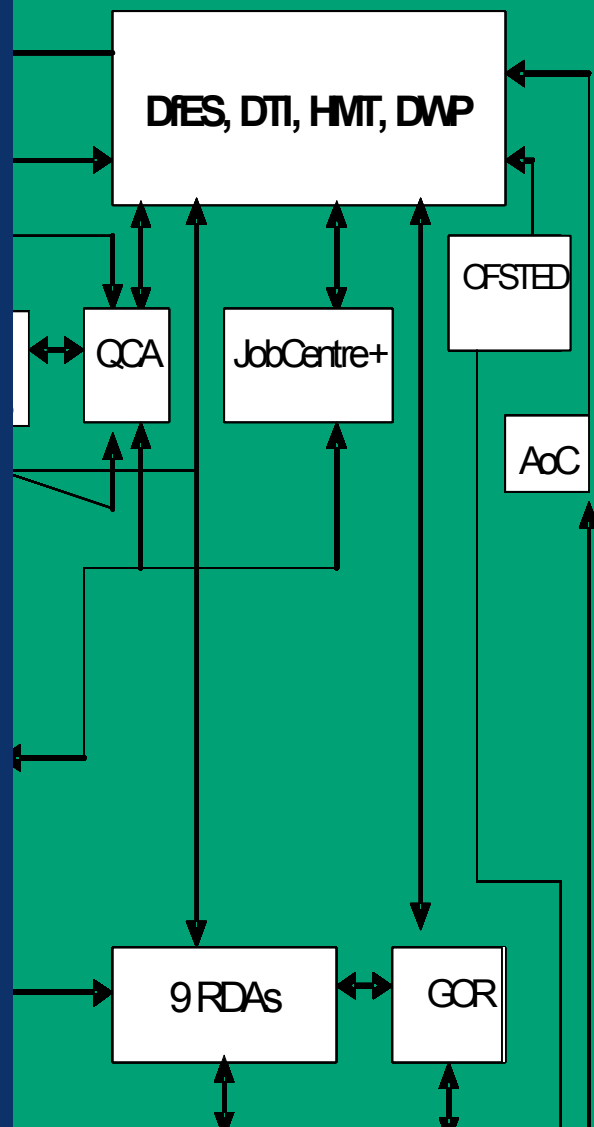 DfES, DTI, HMT, DWP
OFSTED
QCA
JobCentre+
AoC
9 RDAs
GOR